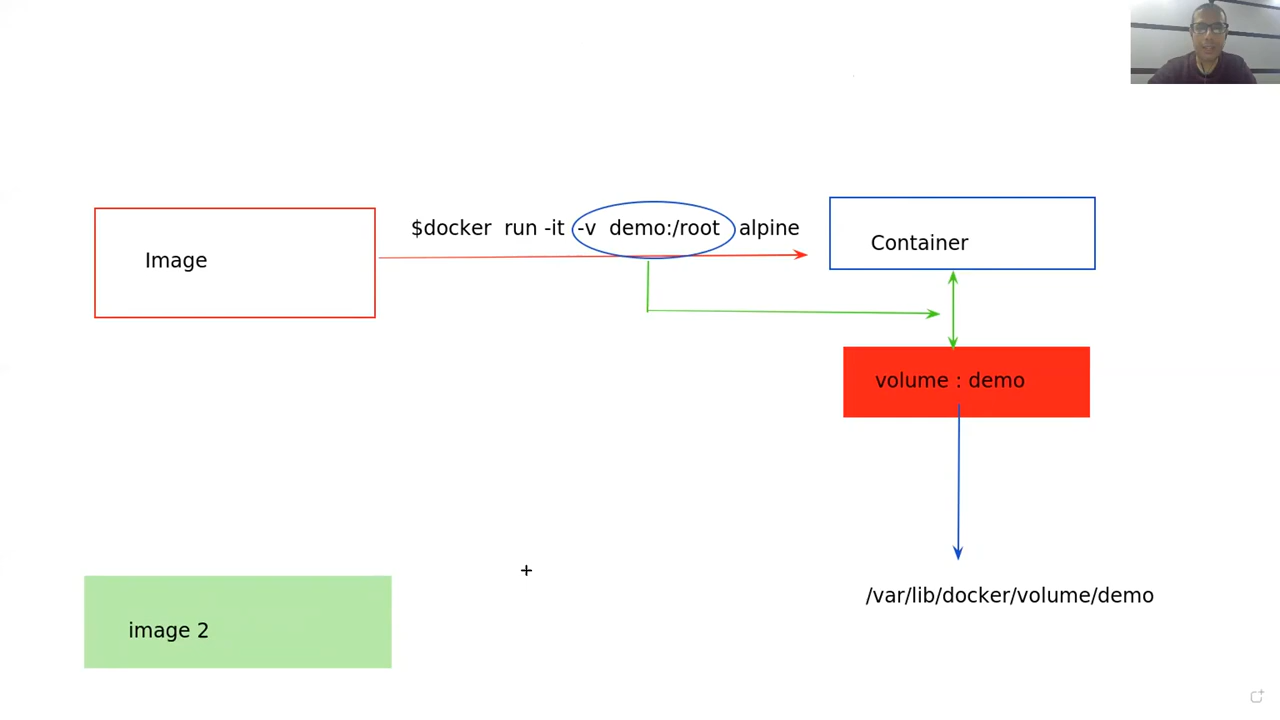 Image
$docker run -it -v demo:/root alpine
Container
volume : demo
/var/lib/docker/volume/demo
image 2